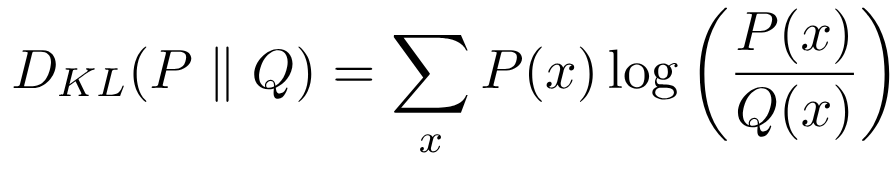 D_{KL}(P \parallel Q) = \sum_{x} P(x) \log \left( \frac{P(x)}{Q(x)} \right)